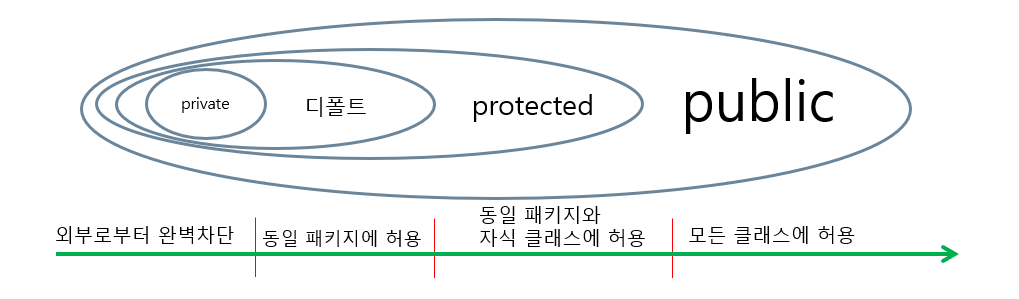 private
디폴트
protected
public
외부로부터 완벽차단
동일 패키지에 허용
동일 패키지와
자식 클래스에 허용
모든 클래스에 허용